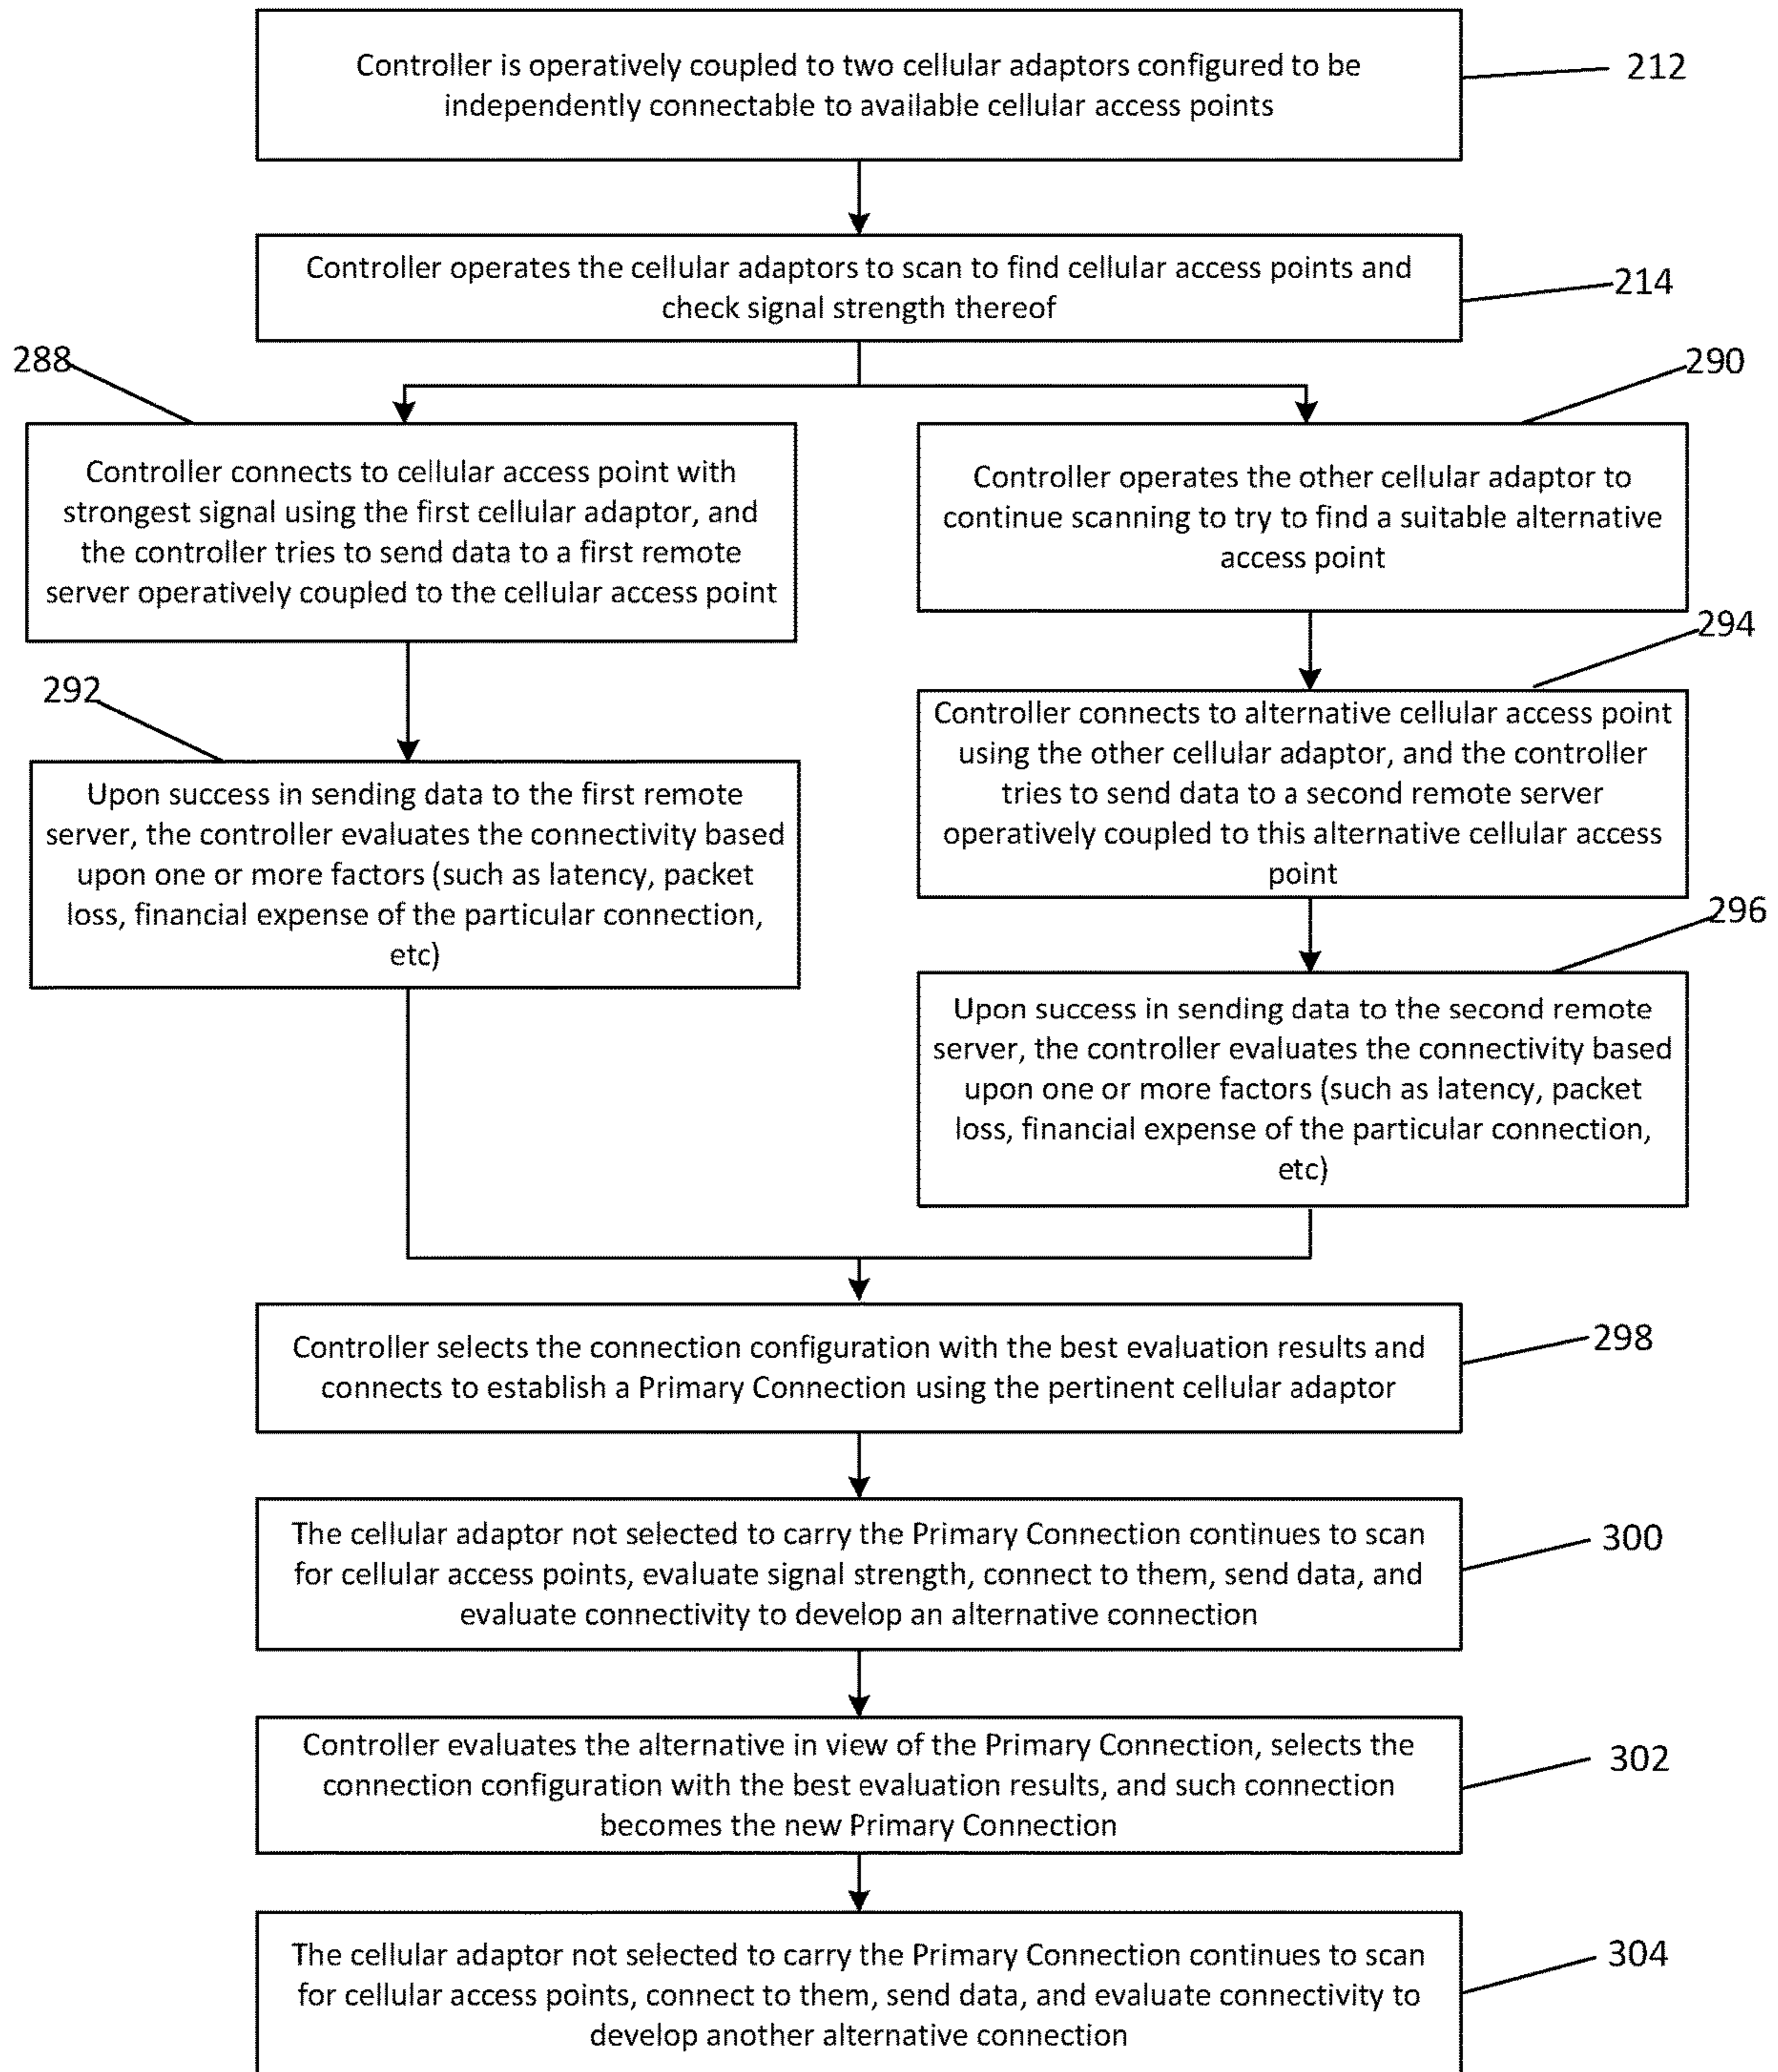 Controller is operatively coupled to two cellular adaptors configured to be
independently connectable to available cellular access points
212
Controller operates the cellular adaptors to scan to find cellular access points and
check signal strength thereof
214
288
290
Controller connects to cellular access point with
strongest signal using the first cellular adaptor, and
the controller tries to send data to a first remote
server operatively coupled to the cellular access point
Controller operates the other cellular adaptor to
continue scanning to try to find a suitable alternative
access point
294
292
Controller connects to alternative cellular access point
using the other cellular adaptor, and the controller
tries to send data to a second remote server
operatively coupled to this alternative cellular access
point
Upon success in sending data to the first remote
server, the controller evaluates the connectivity based
upon one or more factors (such as latency, packet
loss, financial expense of the particular connection,
etc)
296
Upon success in sending data to the second remote
server, the controller evaluates the connectivity based
upon one or more factors (such as latency, packet
loss, financial expense of the particular connection,
etc)
Controller selects the connection configuration with the best evaluation results and
connects to establish a Primary Connection using the pertinent cellular adaptor
298
The cellular adaptor not selected to carry the Primary Connection continues to scan
for cellular access points, evaluate signal strength, connect to them, send data, and
evaluate connectivity to develop an alternative connection
300
Controller evaluates the alternative in view of the Primary Connection, selects the
connection configuration with the best evaluation results, and such connection
becomes the new Primary Connection
302
The cellular adaptor not selected to carry the Primary Connection continues to scan
for cellular access points, connect to them, send data, and evaluate connectivity to
develop another alternative connection
304